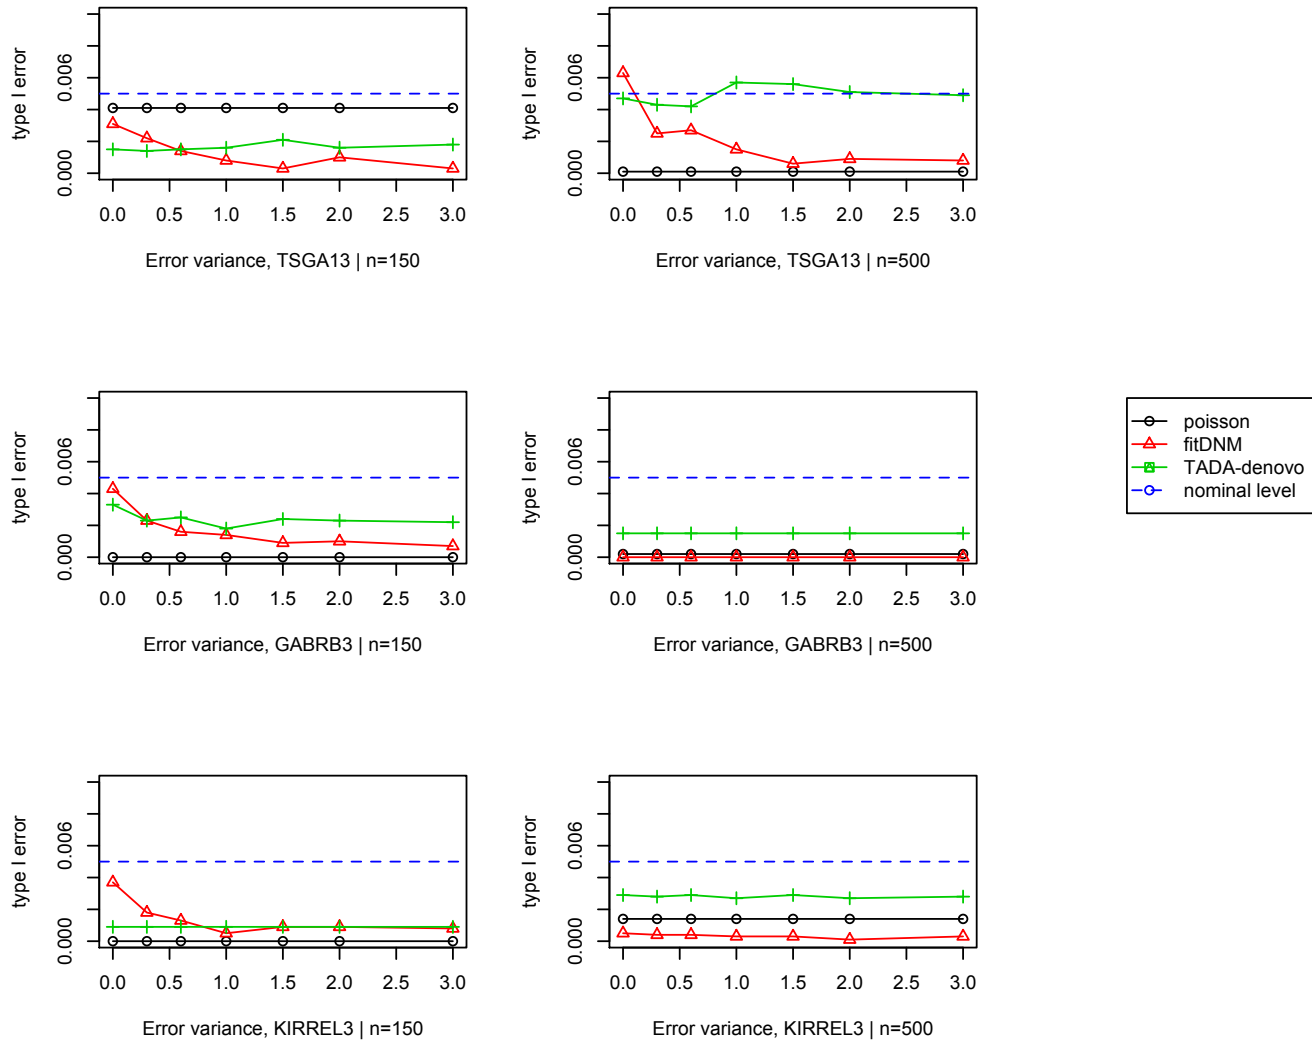 type I error
0.006
0.000
0.0 0.5 1.0 1.5 2.0 2.5 3.0
Error variance, TSGA13 | n=150
type I error
0.006
0.000
0.0 0.5 1.0 1.5 2.0 2.5 3.0
Error variance, TSGA13 | n=500
type I error
0.006
0.000
0.0 0.5 1.0 1.5 2.0 2.5 3.0
Error variance, GABRB3 | n=150
type I error
0.006
0.000
0.0 0.5 1.0 1.5 2.0 2.5 3.0
Error variance, GABRB3 | n=500
poisson
fitDNM
TADA-denovo
nominal level
type I error
0.006
0.000
0.0 0.5 1.0 1.5 2.0 2.5 3.0
Error variance, KIRREL3 | n=150
type I error
0.006
0.000
0.0 0.5 1.0 1.5 2.0 2.5 3.0
Error variance, KIRREL3 | n=500